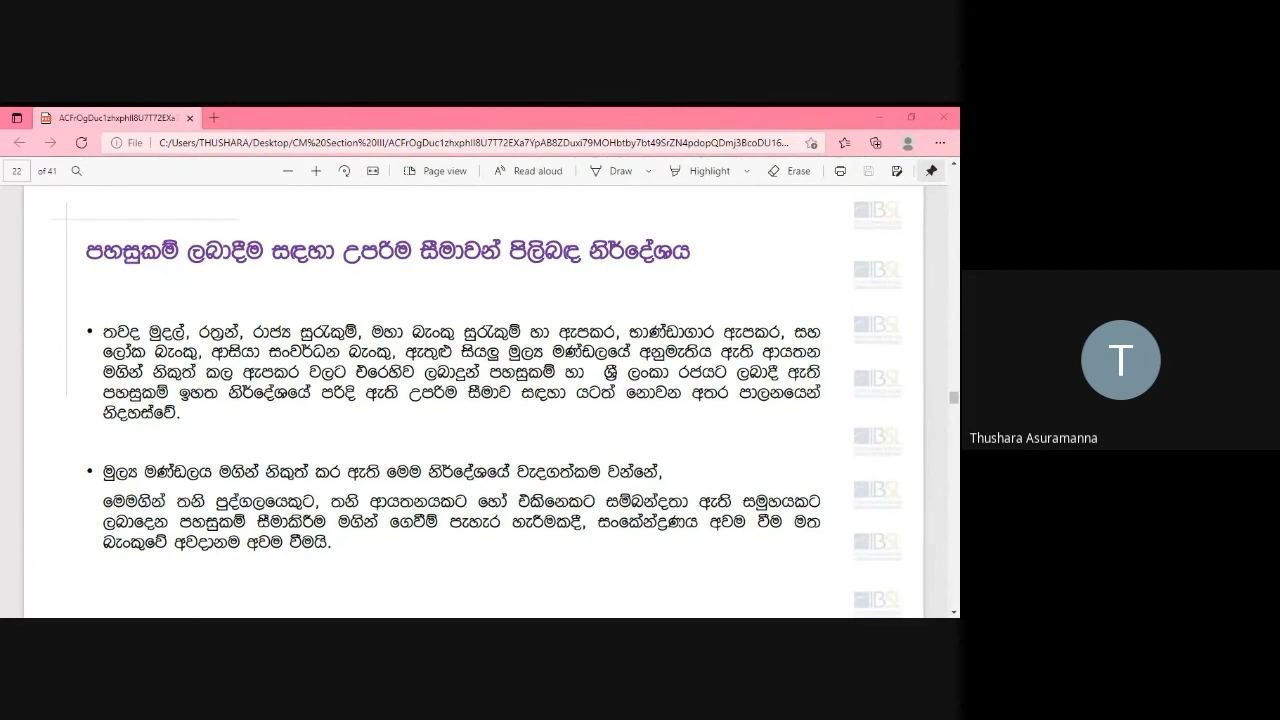 ACFrOgDuc1zhxphII8U7T72EXa
File C:/Users/THUSHARA/Desktop/CM%20Section%20III/ACFrOgDuc1zhxphII8U7T72EXa7YpAB8ZDuxi79MOHbtby7bt49SrZN4pdopQDmj3BcoDU16...
22 of 41 Page view Read aloud Draw Highlight Erase
පහසුකම් ලබාදීම සඳහා උපරිම සීමාවන් පිලිබඳ නිර්දේශය
• තවද මුදල්, රත්‍රන්, රාජ්‍ය සුරැකුම්, මහා බැංකු සුරැකුම් හා ඇපකර, භාණ්ඩාගාර ඇපකර, සහ
ලෝක බැංකු, ආසියා සංවර්ධන බැංකු, ඇතුළු සියලු මුල්‍ය මණ්ඩලයේ අනුමැතිය ඇති ආයතන
මගින් නිකුත් කල ඇපකර වලට එරෙහිව ලබාදුන් පහසුකම් හා ශ්‍රී ලංකා රජයට ලබාදී ඇති
පහසුකම් ඉහත නිර්දේශයේ පරිදි ඇති උපරිම සීමාව සඳහා යටත් නොවන අතර පාලනයෙන්
නිදහස්වේ.
• මුල්‍ය මණ්ඩලය මගින් නිකුත් කර ඇති මෙම නිර්දේශයේ වැදගත්කම වන්නේ,
මෙමගින් තනි පුද්ගලයෙකුට, තනි ආයතනයකට හෝ එකිනෙකට සම්බන්දතා ඇති සමුහයකට
ලබාදෙන පහසුකම් සීමාකිරීම මගින් ගෙවීම් පැහැර හැරීමකදී, සංකේන්ද්‍රණය අවම වීම මත
බැංකුවේ අවදානම අවම වීමයි.
T
Thushara Asuramanna